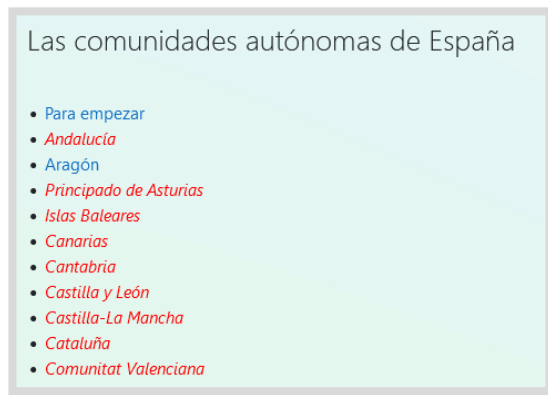 Las comunidades autónomas de España
Para empezar
Andalucía
Aragón
Principado de Asturias
Islas Baleares
Canarias
Cantabria
Castilla y León
Castilla-La Mancha
Cataluña
Comunitat Valenciana